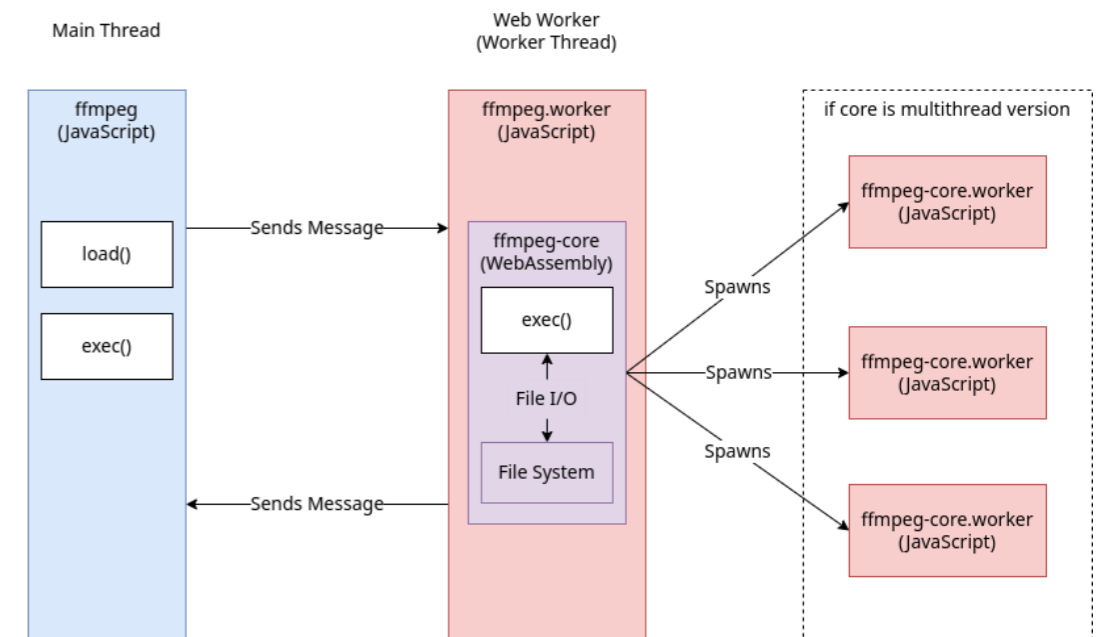 Main Thread
Web Worker
(Worker Thread)
ffmpeg
(JavaScript)
load()
exec()
Sends Message
Sends Message
ffmpeg.worker
(JavaScript)
ffmpeg-core
(WebAssembly)
exec()
File I/O
File System
Spawns
Spawns
Spawns
if core is multithread version
ffmpeg-core.worker
(JavaScript)
ffmpeg-core.worker
(JavaScript)
ffmpeg-core.worker
(JavaScript)